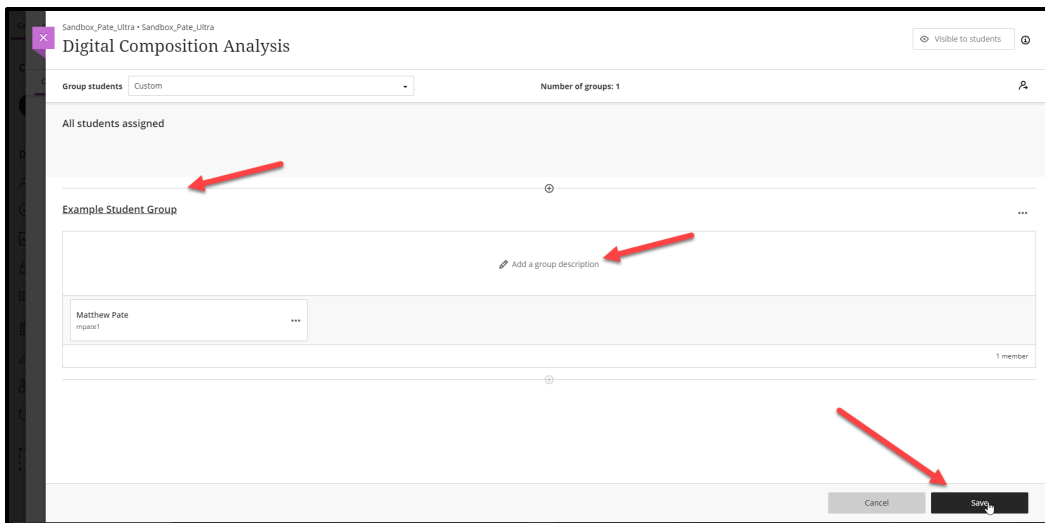 Sandbox_Pate_Ultra • Sandbox_Pate_Ultra
Digital Composition Analysis
Visible to students
Group students Custom Number of groups: 1
All students assigned
Example Student Group
Add a group description
Matthew Pate
mpate1
1 member
Cancel Save